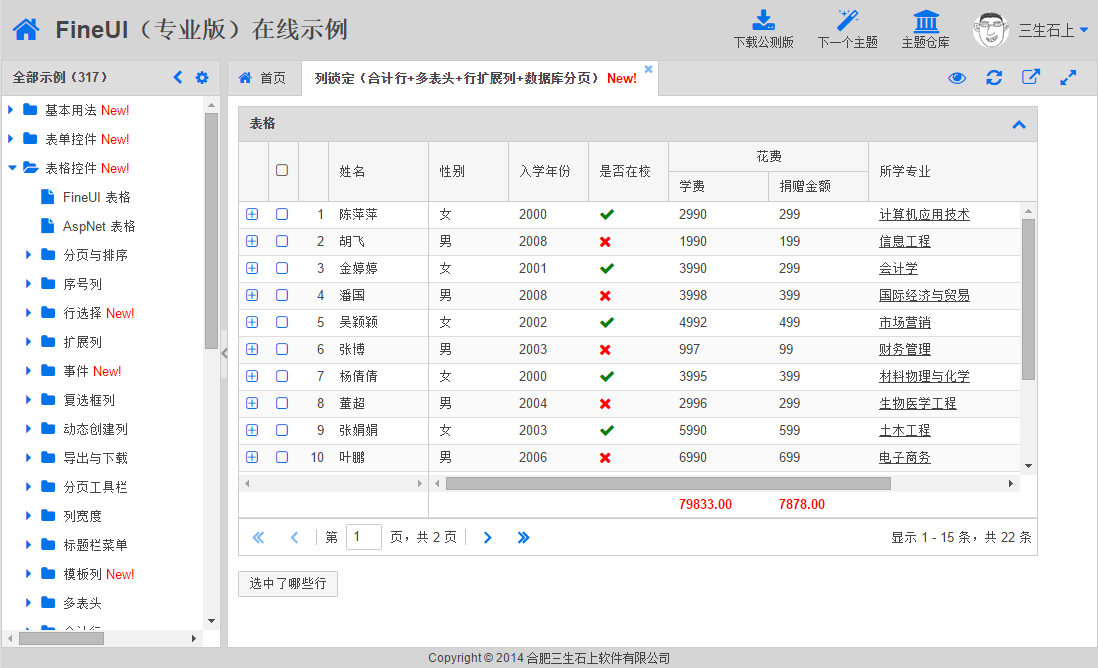 FineUI（专业版）在线示例
下载公测版 下一个主题 主题仓库 三生石上
全部示例（317）
首页 列锁定（合计行+多表头+行扩展列+数据库分页） New!
基本用法 New!
表单控件 New!
表格控件 New!
FineUI 表格
AspNet 表格
分页与排序
序号列
行选择 New!
扩展列
事件 New!
复选框列
动态创建列
导出与下载
分页工具栏
列宽度
标题栏菜单
模板列 New!
多表头
合计行
表格
姓名 性别 入学年份 是否在校 花费 所学专业
学费 捐赠金额
1 陈萍萍 女 2000 2990 299 计算机应用技术
2 胡飞 男 2008 1990 199 信息工程
3 金婷婷 女 2001 3990 299 会计学
4 潘国 男 2008 3998 399 国际经济与贸易
5 吴颖颖 女 2002 4992 499 市场营销
6 张博 男 2003 997 99 财务管理
7 杨倩倩 女 2000 3995 399 材料物理与化学
8 董超 男 2004 2996 299 生物医学工程
9 张娟娟 女 2003 5990 599 土木工程
10 叶鹏 男 2006 6990 699 电子商务
79833.00 7878.00
第 1 页，共 2 页 显示 1 - 15 条，共 22 条
选中了哪些行
Copyright © 2014 合肥三生石上软件有限公司